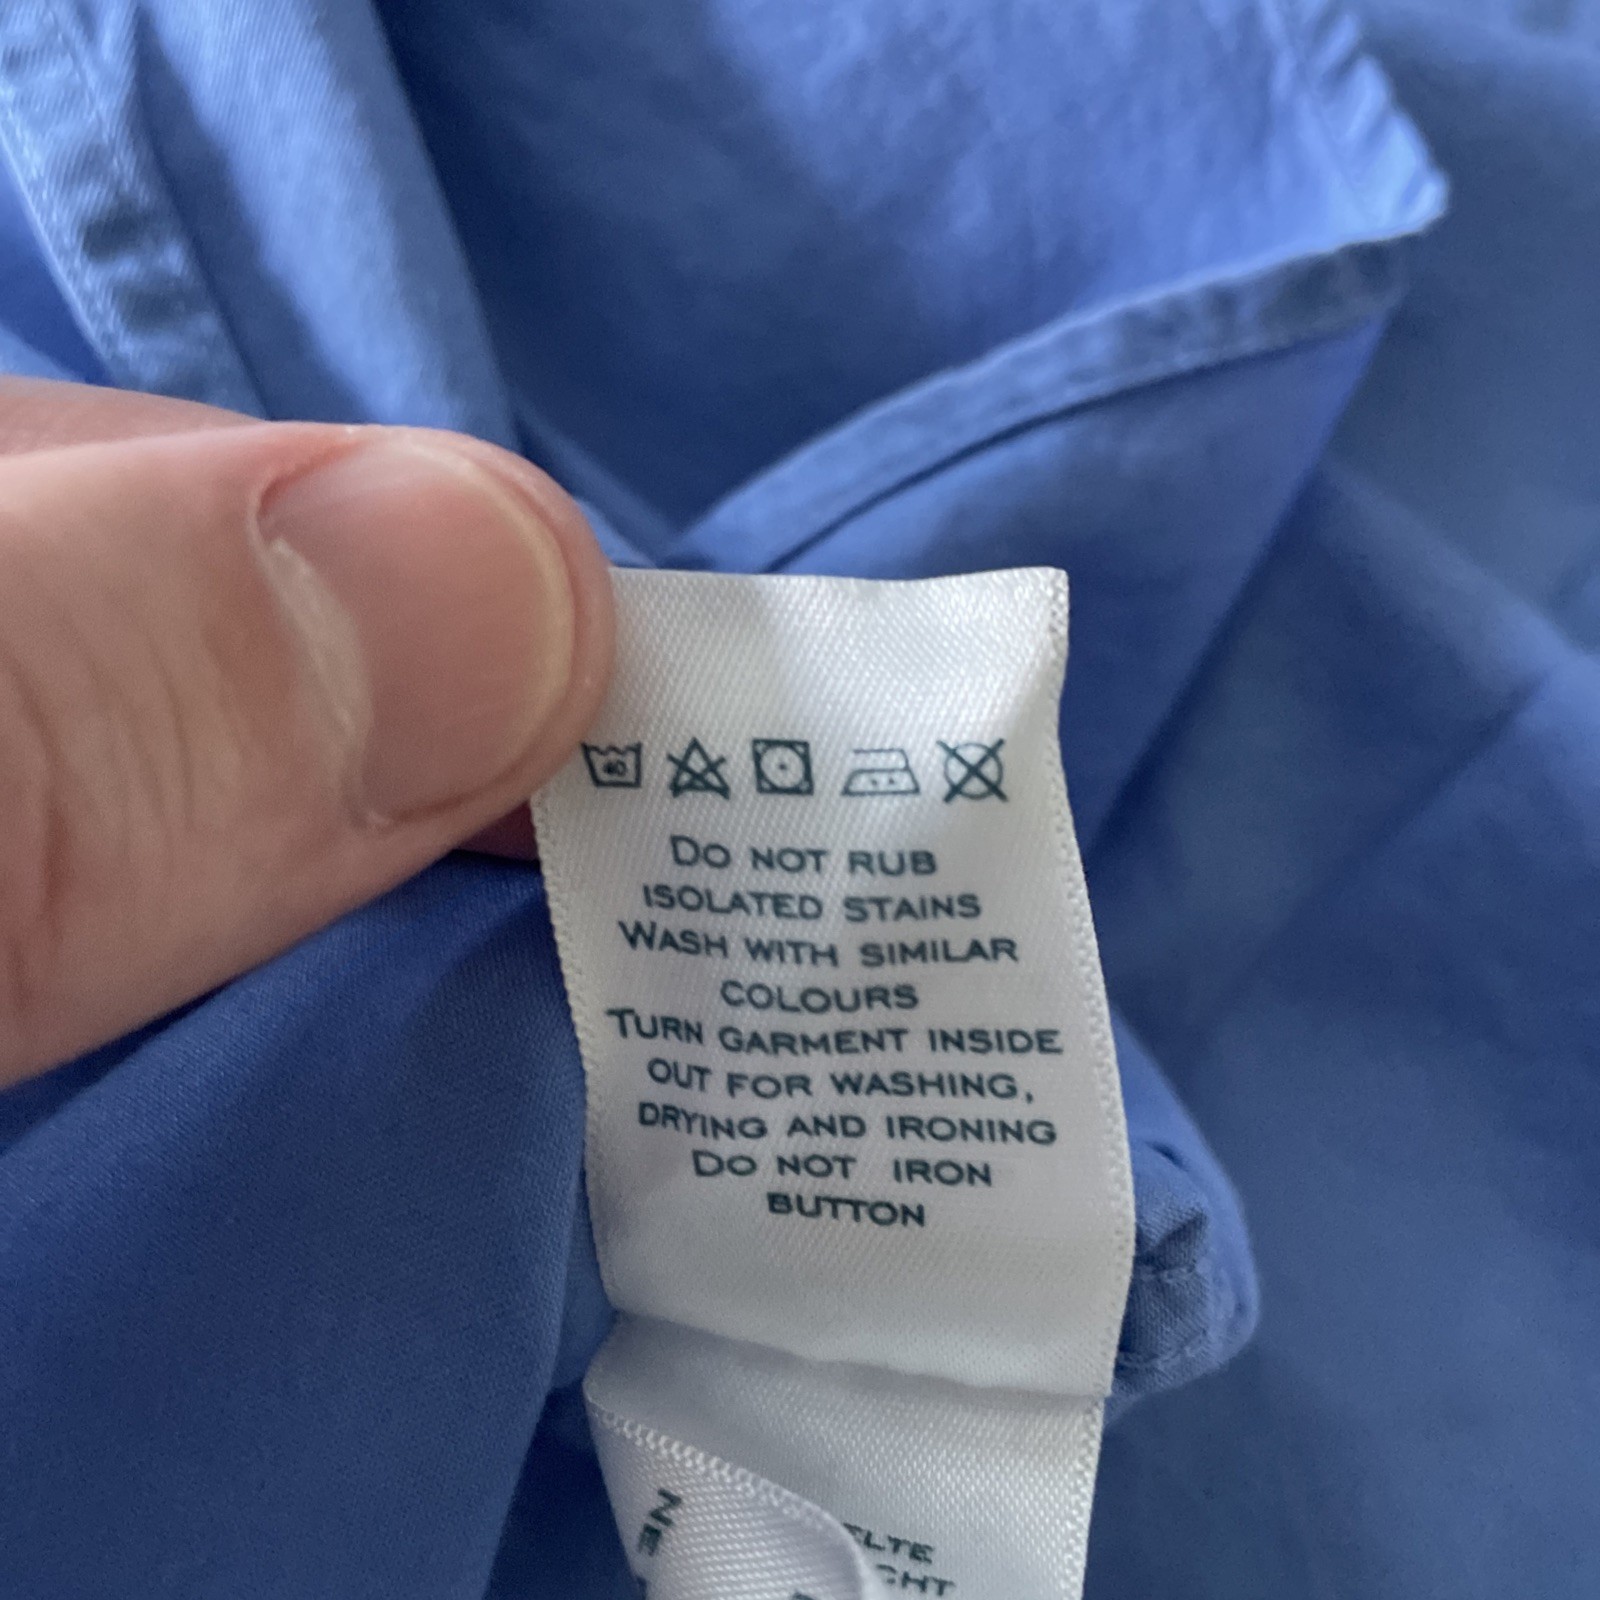 40
DO NOT RUB
ISOLATED STAINS
WASH WITH SIMILAR
COLOURS
TURN GARMENT INSIDE
OUT FOR WASHING,
DRYING AND IRONING
DO NOT IRON
BUTTON